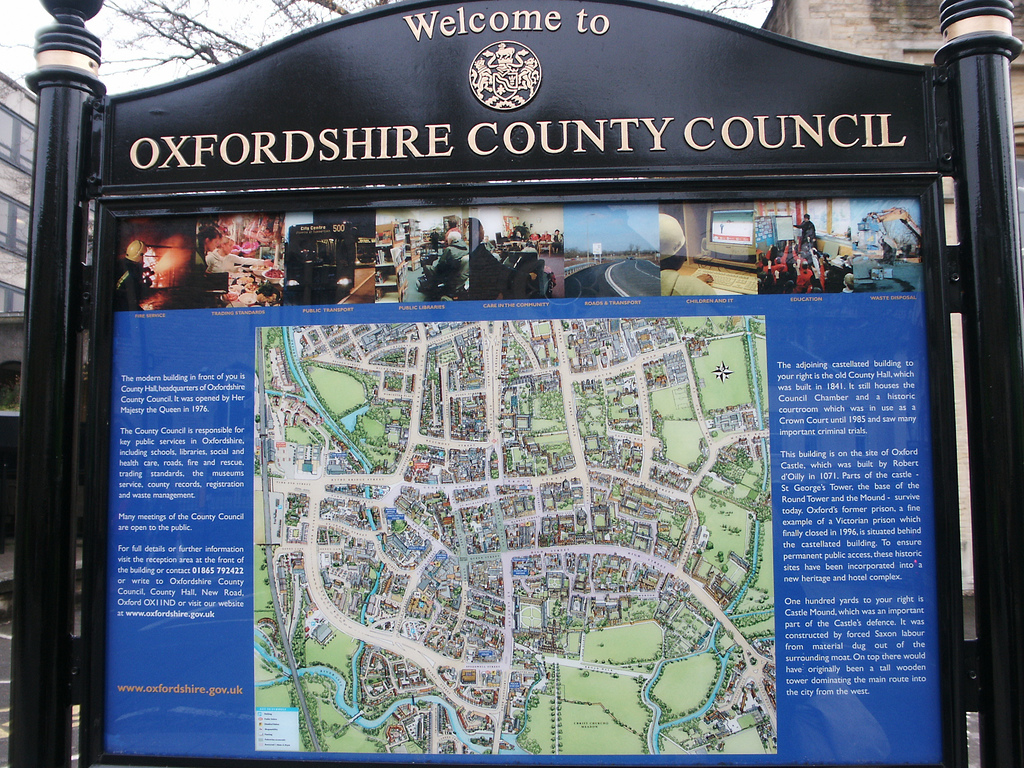 Welcome to
OXFORDSHIRE COUNTY COUNCIL
City Centre
500
FIRE SERVICE
TRADING STANDARDS
PUBLIC TRANSPORT
PUBLIC LIBRARIES
CARE IN THE COMMUNITY
ROADS & TRANSPORT
CHILDREN AND IT
EDUCATION
WASTE DISPOSAL
The modern building in front of you is
County Hall, headquarters of Oxfordshire
County Council. It was opened by Her
Majesty the Queen in 1976.
The County Council is responsible for
key public services in Oxfordshire,
including schools, libraries, social and
health care, roads, fire and rescue,
trading standards, the museums
service, county records, registration
and waste management.
Many meetings of the County Council
are open to the public.
For full details or further information
visit the reception area at the front of
the building or contact 01865 792422
or write to Oxfordshire County
Council, County Hall, New Road,
Oxford OX11ND or visit our website
at www.oxfordshire.gov.uk
www.oxfordshire.gov.uk
The adjoining castellated building to
your right is the old County Hall, which
was built in 1841. It still houses the
Council Chamber and a historic
courtroom which was in use as a
Crown Court until 1985 and saw many
important criminal trials.
This building is on the site of Oxford
Castle, which was built by Robert
d'Oilly in 1071. Parts of the castle -
St George's Tower, the base of the
Round Tower and the Mound - survive
today. Oxford's former prison, a fine
example of a Victorian prison which
finally closed in 1996, is situated behind
the castellated building. To ensure
permanent public access, these historic
sites have been incorporated into a
new heritage and hotel complex.
One hundred yards to your right is
Castle Mound, which was an important
part of the Castle's defence. It was
constructed by forced Saxon labour
from material dug out of the
surrounding moat. On top there would
have originally been a tall wooden
tower dominating the main route into
the city from the west.
CHRIST CHURCH
MEADOW